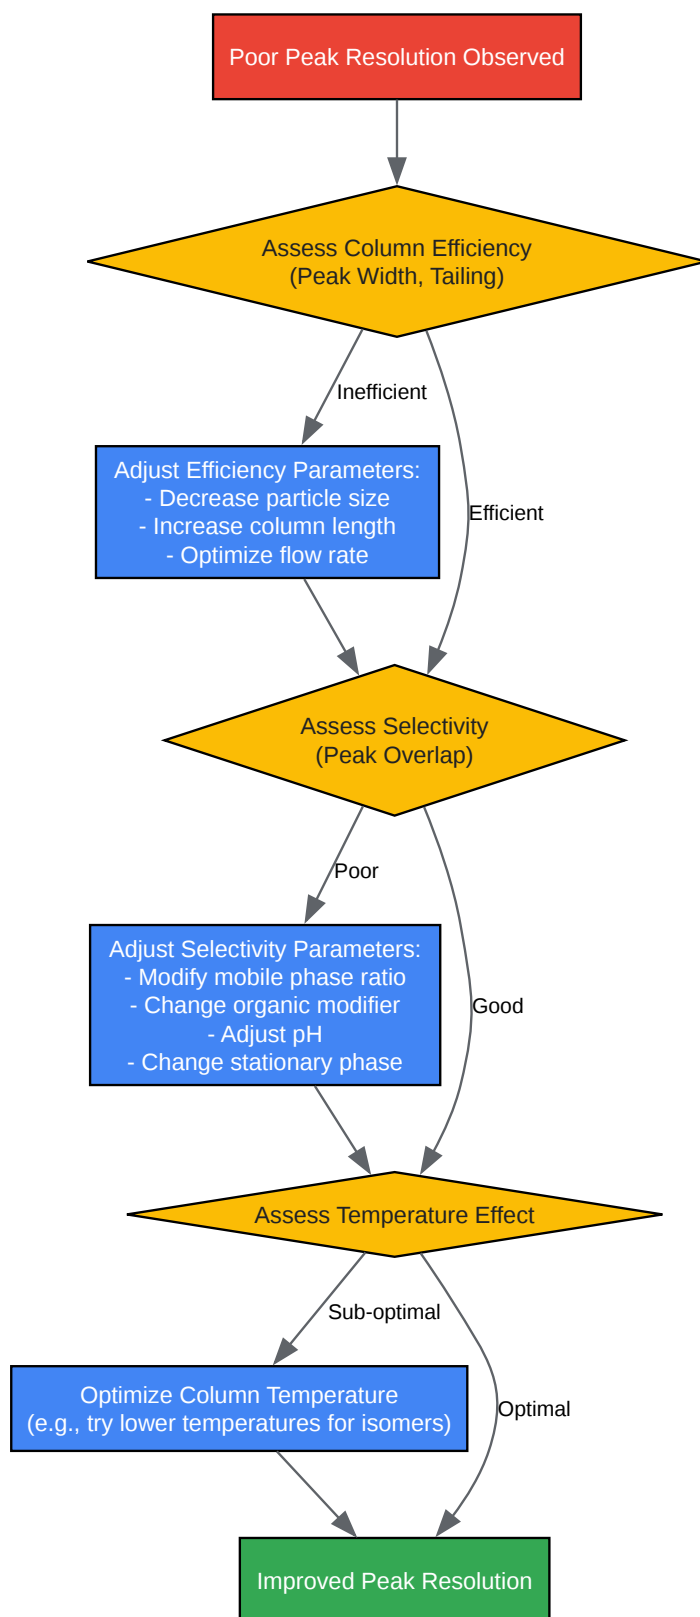 Poor Peak Resolution Observed
Assess Column Efficiency
(Peak Width, Tailing)
Inefficient
Efficient
Adjust Efficiency Parameters:
- Decrease particle size
- Increase column length
- Optimize flow rate
Assess Selectivity
(Peak Overlap)
Poor
Good
Adjust Selectivity Parameters:
- Modify mobile phase ratio
- Change organic modifier
- Adjust pH
- Change stationary phase
Assess Temperature Effect
Sub-optimal
Optimal
Optimize Column Temperature
(e.g., try lower temperatures for isomers)
Improved Peak Resolution